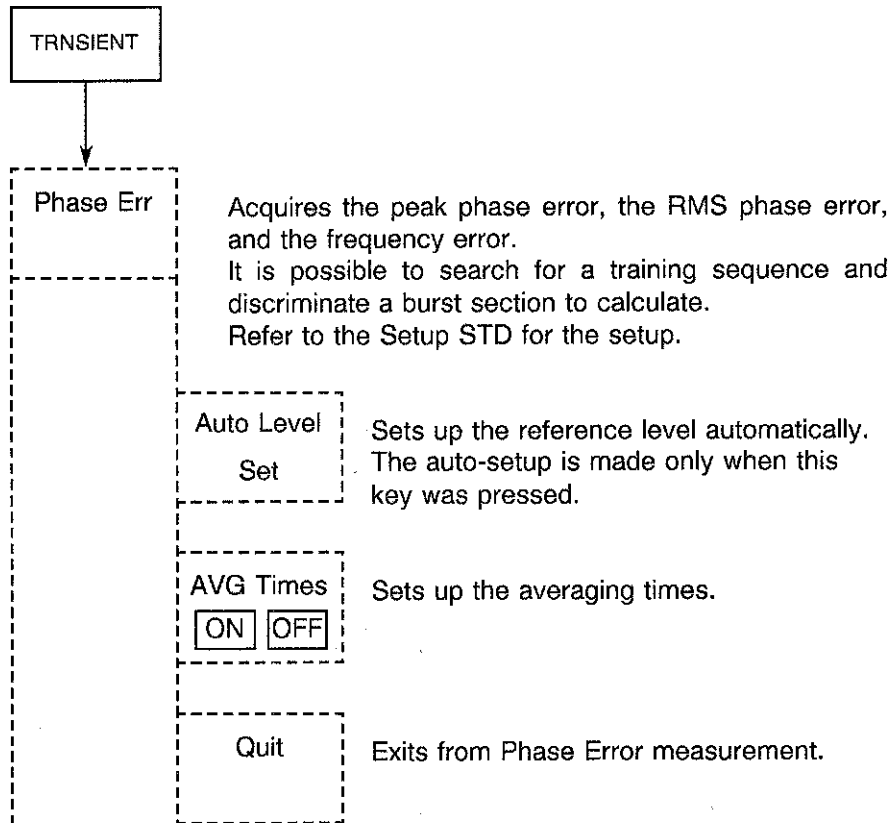 TRNSIENT
Phase Err
Acquires the peak phase error, the RMS phase error,
and the frequency error.
It is possible to search for a training sequence and
discriminate a burst section to calculate.
Refer to the Setup STD for the setup.
Auto Level
Set
Sets up the reference level automatically.
The auto-setup is made only when this
key was pressed.
AVG Times
ON OFF
Sets up the averaging times.
Quit
Exits from Phase Error measurement.